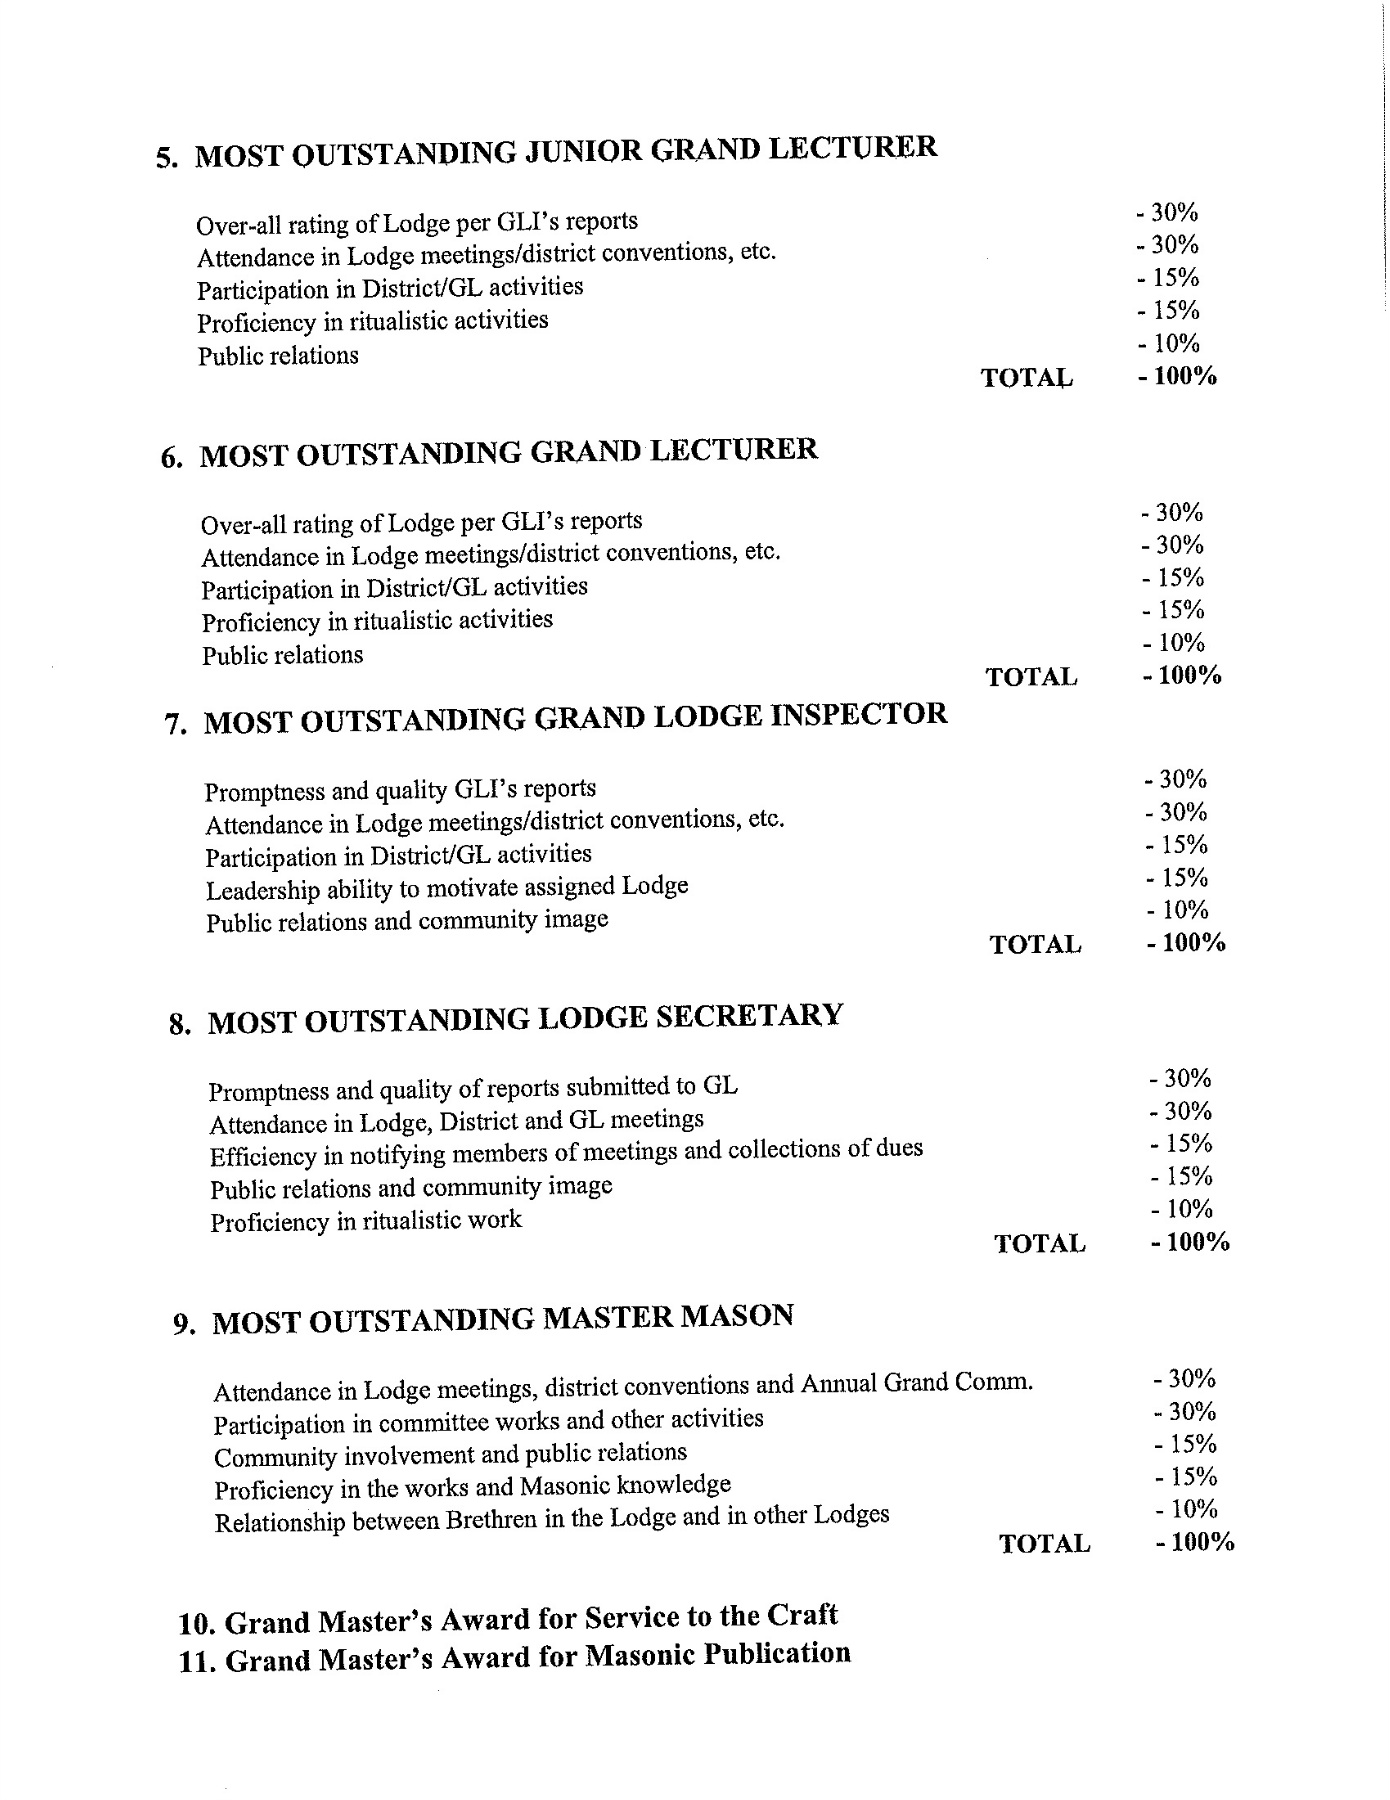 5. MOST OUTSTANDING JUNIOR GRAND LECTURER
Over-all rating of Lodge per GLI's reports - 30%
Attendance in Lodge meetings/district conventions, etc. - 30%
Participation in District/GL activities - 15%
Proficiency in ritualistic activities - 15%
Public relations - 10%
TOTAL - 100%
6. MOST OUTSTANDING GRAND LECTURER
Over-all rating of Lodge per GLI's reports - 30%
Attendance in Lodge meetings/district conventions, etc. - 30%
Participation in District/GL activities - 15%
Proficiency in ritualistic activities - 15%
Public relations - 10%
TOTAL - 100%
7. MOST OUTSTANDING GRAND LODGE INSPECTOR
Promptness and quality GLI's reports - 30%
Attendance in Lodge meetings/district conventions, etc. - 30%
Participation in District/GL activities - 15%
Leadership ability to motivate assigned Lodge - 15%
Public relations and community image - 10%
TOTAL - 100%
8. MOST OUTSTANDING LODGE SECRETARY
Promptness and quality of reports submitted to GL - 30%
Attendance in Lodge, District and GL meetings - 30%
Efficiency in notifying members of meetings and collections of dues - 15%
Public relations and community image - 15%
Proficiency in ritualistic work - 10%
TOTAL - 100%
9. MOST OUTSTANDING MASTER MASON
Attendance in Lodge meetings, district conventions and Annual Grand Comm. - 30%
Participation in committee works and other activities - 30%
Community involvement and public relations - 15%
Proficiency in the works and Masonic knowledge - 15%
Relationship between Brethren in the Lodge and in other Lodges - 10%
TOTAL - 100%
10. Grand Master's Award for Service to the Craft
11. Grand Master's Award for Masonic Publication